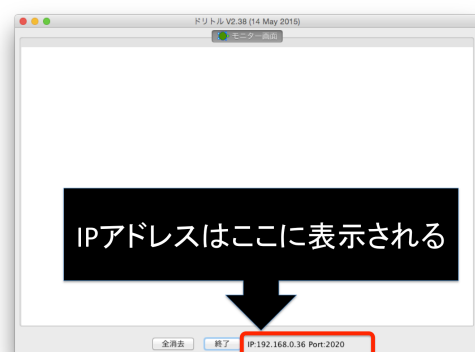 ドリトル V2.38 (14 May 2015)
モニター画面
IPアドレスはここに表示される
全消去 終了 IP:192.168.0.36 Port:2020